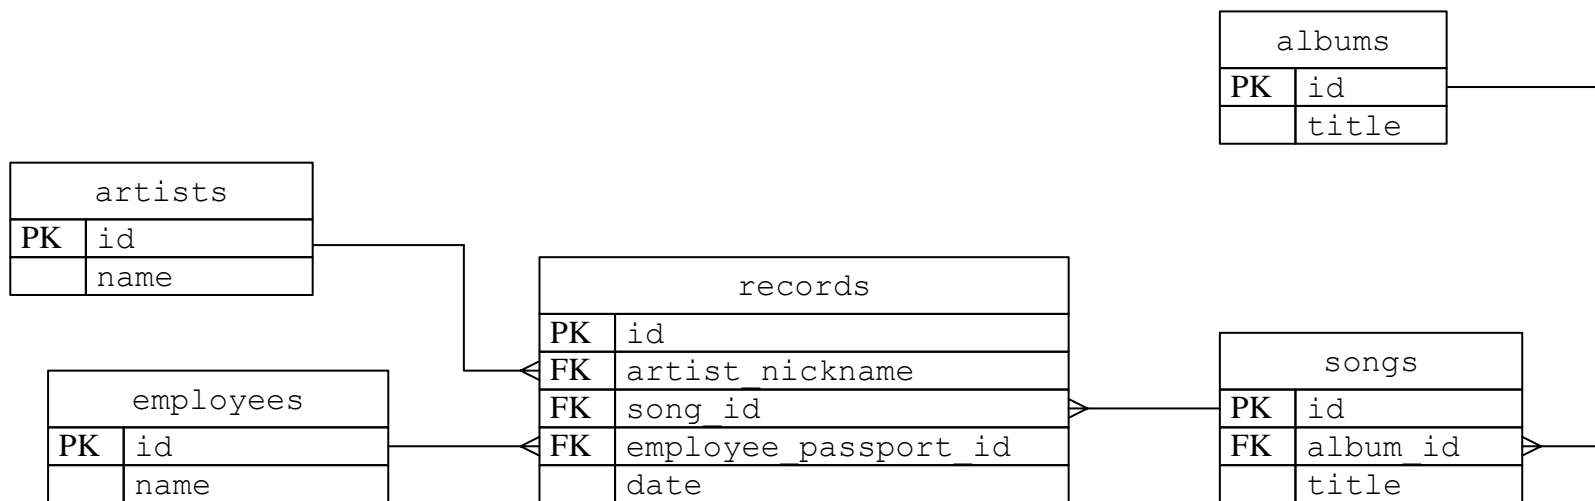 albums
PK id
title
artists
PK id
name
records
PK id
FK artist_nickname
FK song_id
FK employee_passport_id
date
employees
PK id
name
songs
PK id
FK album_id
title